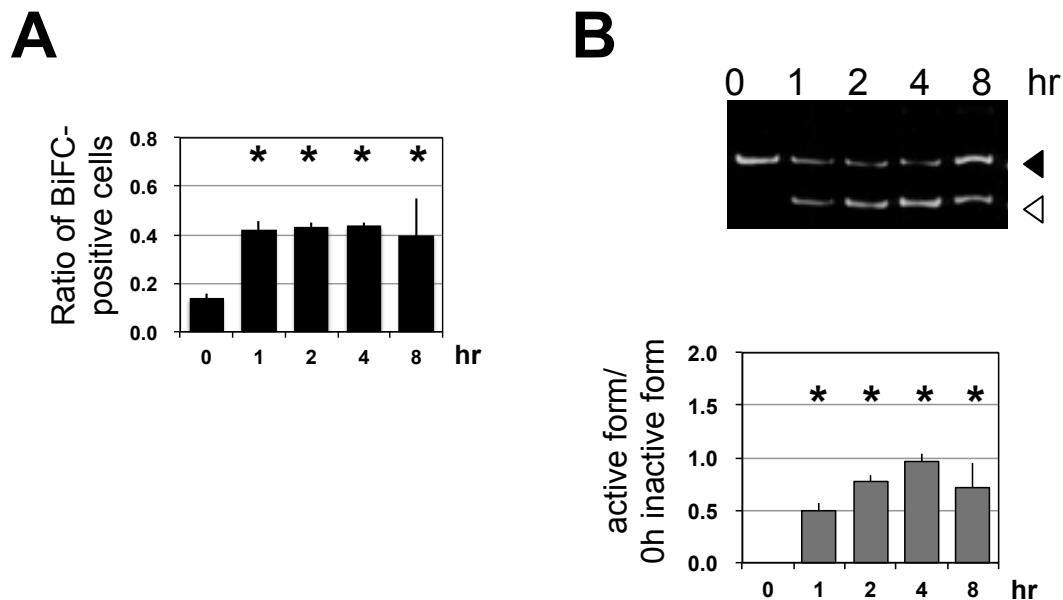 A
Ratio of BiFC-
positive cells
0.8
0.6
0.4
0.2
0.0
* * * *
0 1 2 4 8 hr
B
0 1 2 4 8 hr
active form/
0h inactive form
2.0
1.5
1.0
0.5
0.0
* * * *
0 1 2 4 8 hr